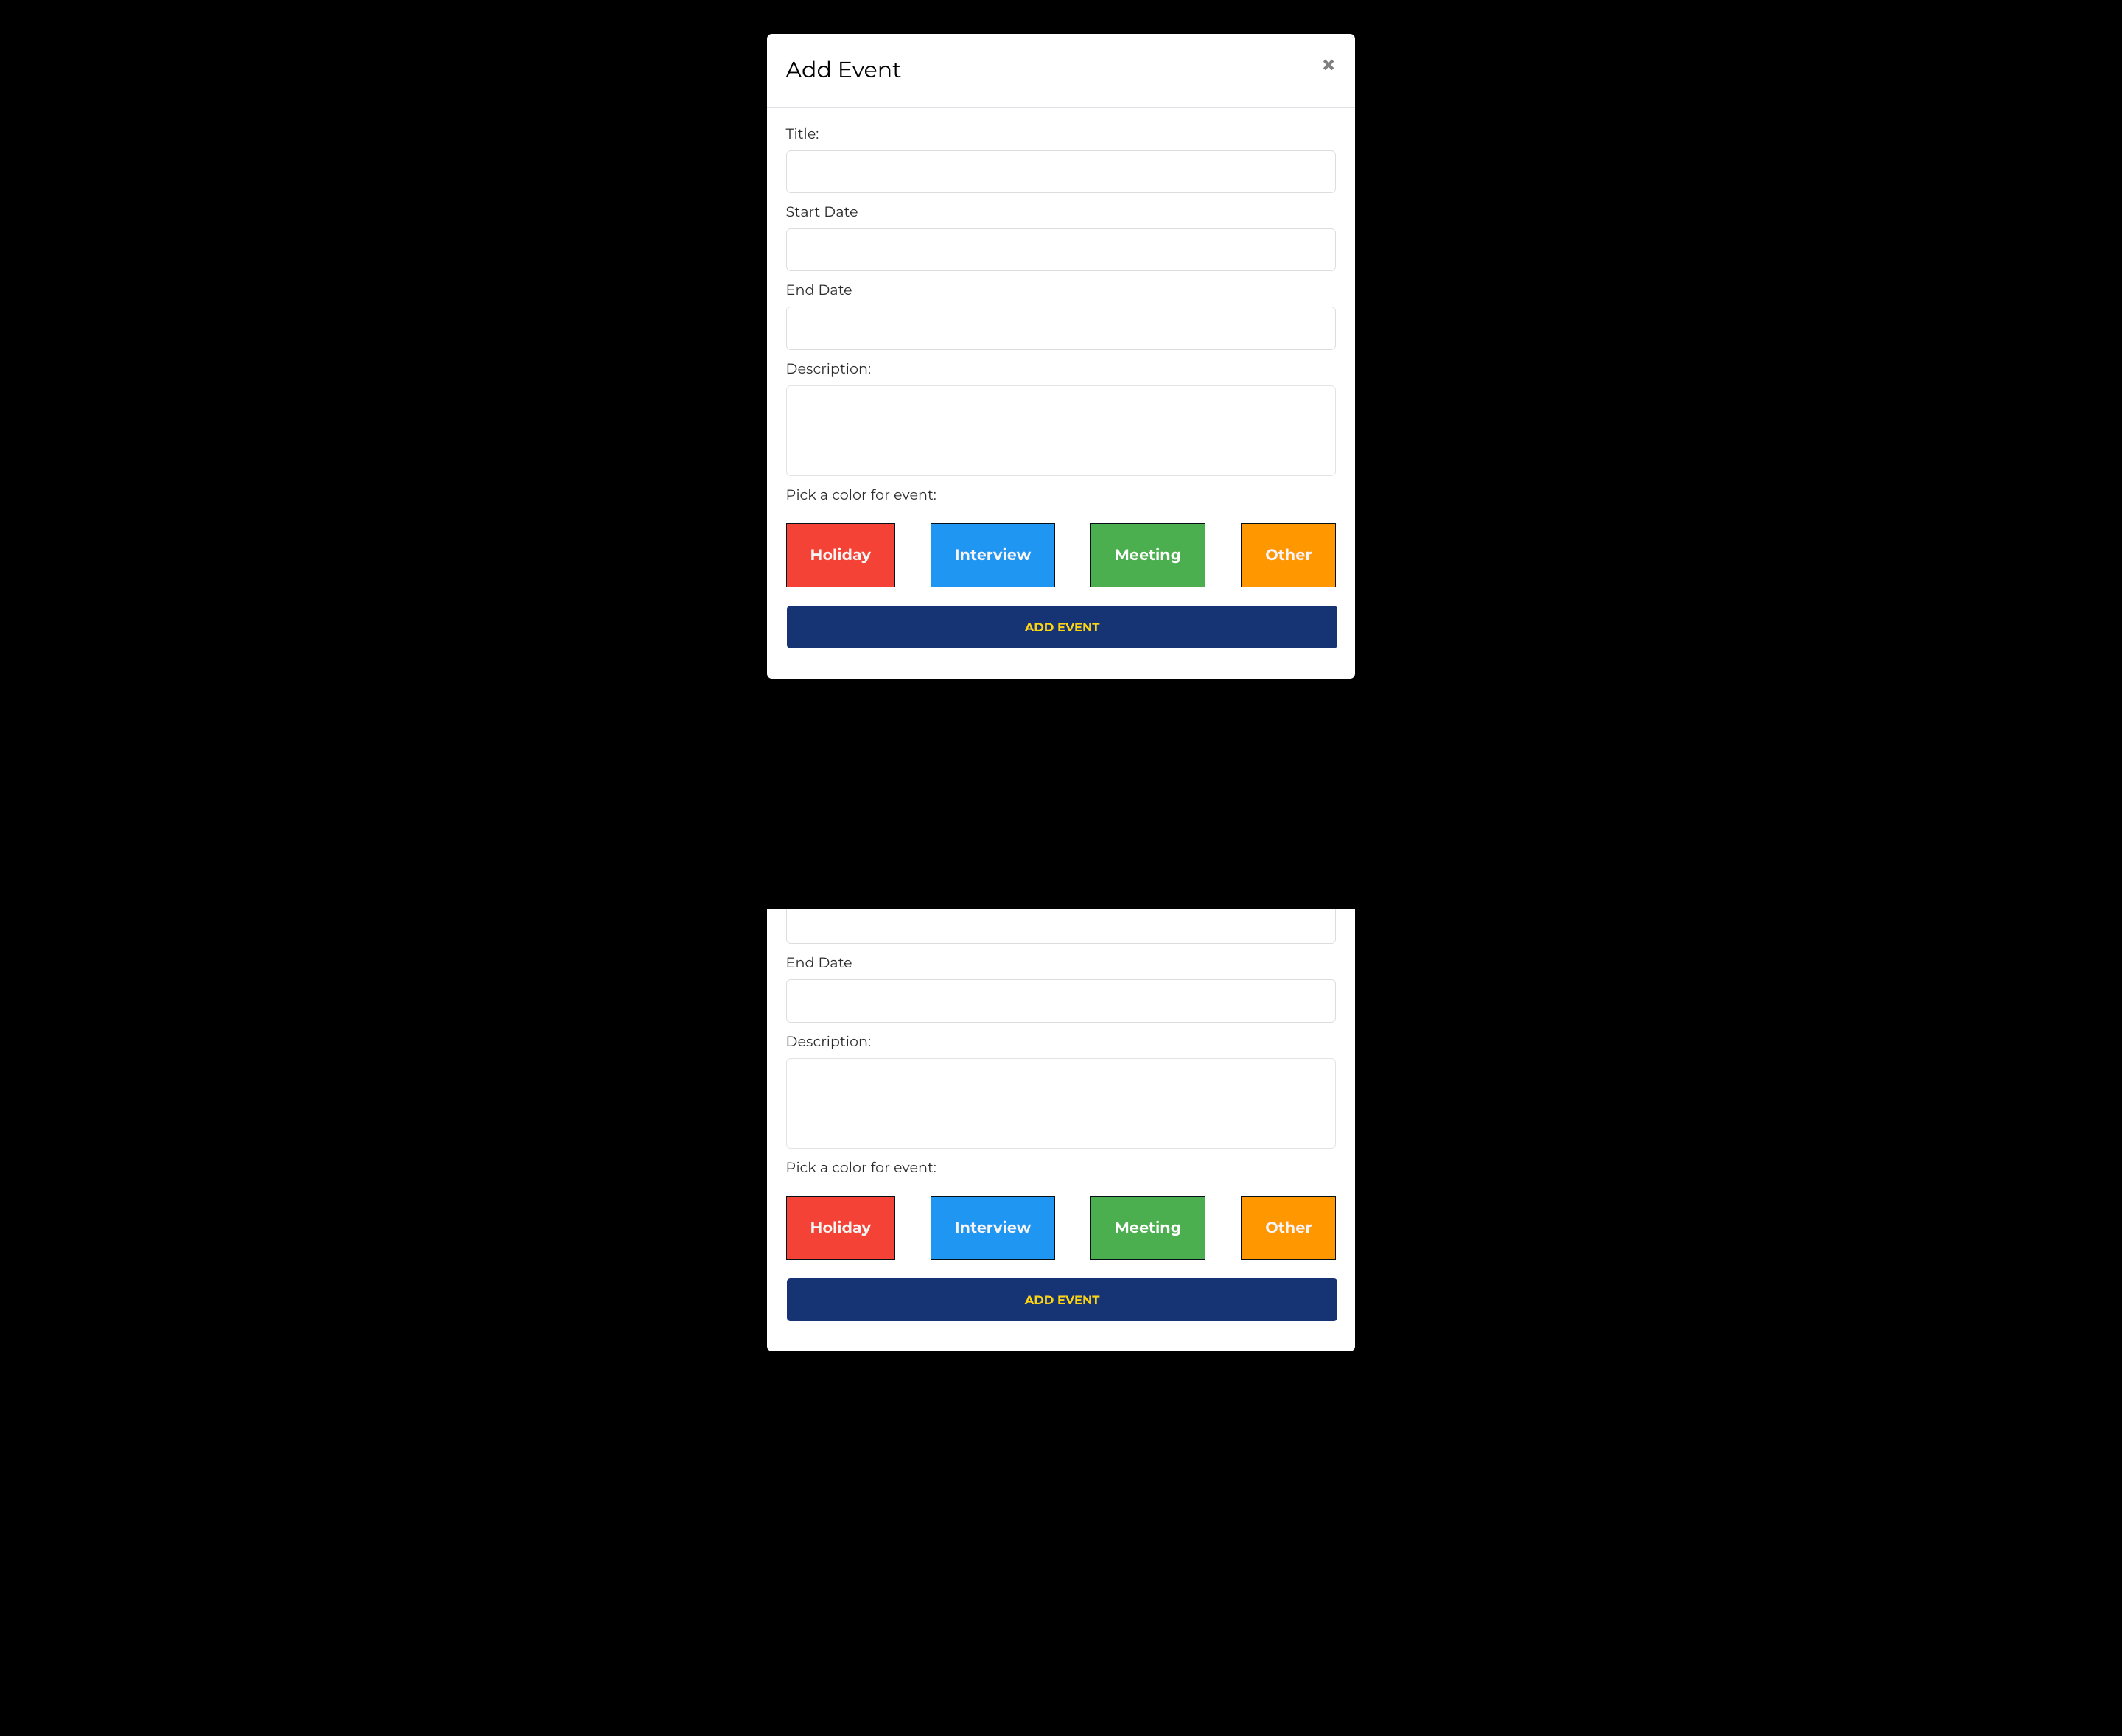 Add Event ×
Title:
Start Date
End Date
Description:
Pick a color for event:
Holiday Interview Meeting Other
ADD EVENT
End Date
Description:
Pick a color for event:
Holiday Interview Meeting Other
ADD EVENT